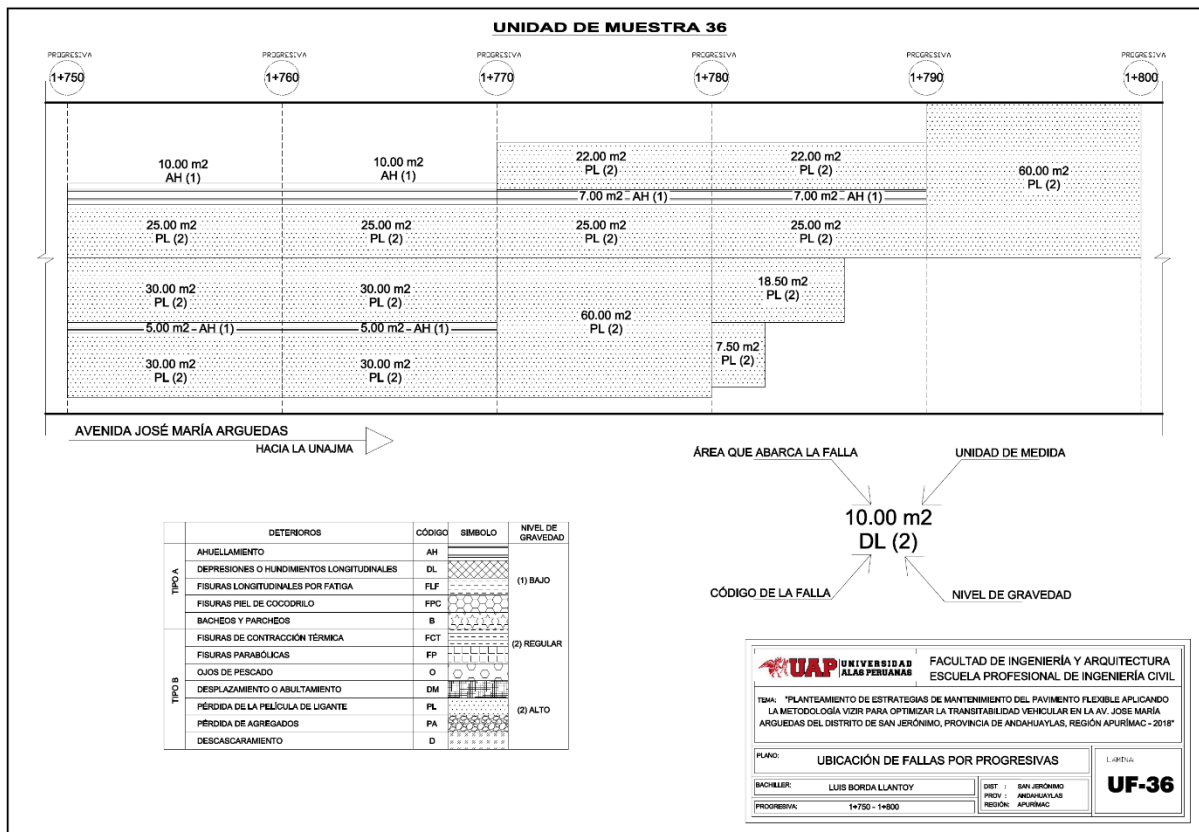 UNIDAD DE MUESTRA 36
PROGRESIVA PROGRESIVA PROGRESIVA PROGRESIVA PROGRESIVA PROGRESIVA
1+750 1+760 1+770 1+780 1+790 1+800
10.00 m2
AH (1)
10.00 m2
AH (1)
22.00 m2
PL (2)
22.00 m2
PL (2)
60.00 m2
PL (2)
7.00 m2 - AH (1)
7.00 m2 - AH (1)
25.00 m2
PL (2)
25.00 m2
PL (2)
25.00 m2
PL (2)
25.00 m2
PL (2)
30.00 m2
PL (2)
30.00 m2
PL (2)
60.00 m2
PL (2)
18.50 m2
PL (2)
5.00 m2 - AH (1)
5.00 m2 - AH (1)
7.50 m2
PL (2)
30.00 m2
PL (2)
30.00 m2
PL (2)
AVENIDA JOSÉ MARÍA ARGUEDAS
HACIA LA UNAJMA
ÁREA QUE ABARCA LA FALLA
UNIDAD DE MEDIDA
10.00 m2
DL (2)
CÓDIGO DE LA FALLA
NIVEL DE GRAVEDAD
DETERIOROS CÓDIGO SIMBOLO NIVEL DE GRAVEDAD
TIPO A
AHUELLAMIENTO AH
DEPRESIONES O HUNDIMIENTOS LONGITUDINALES DL
FISURAS LONGITUDINALES POR FATIGA FLF
FISURAS PIEL DE COCODRILO FPC
BACHEOS Y PARCHEOS B
(1) BAJO
TIPO B
FISURAS DE CONTRACCIÓN TÉRMICA FCT
FISURAS PARABÓLICAS FP
OJOS DE PESCADO O
DESPLAZAMIENTO O ABULTAMIENTO DM
PÉRDIDA DE LA PELÍCULA DE LIGANTE PL
PÉRDIDA DE AGREGADOS PA
DESCASCARAMIENTO D
(2) REGULAR
(2) ALTO
UAP UNIVERSIDAD
ALAS PERUANAS
FACULTAD DE INGENIERÍA Y ARQUITECTURA
ESCUELA PROFESIONAL DE INGENIERÍA CIVIL
TEMA: "PLANTEAMIENTO DE ESTRATEGIAS DE MANTENIMIENTO DEL PAVIMENTO FLEXIBLE APLICANDO
LA METODOLOGÍA VIZIR PARA OPTIMIZAR LA TRANSITABILIDAD VEHICULAR EN LA AV. JOSE MARÍA
ARGUEDAS DEL DISTRITO DE SAN JERÓNIMO, PROVINCIA DE ANDAHUAYLAS, REGIÓN APURÍMAC - 2018"
PLANO: UBICACIÓN DE FALLAS POR PROGRESIVAS
LAMINA
UF-36
BACHILLER: LUIS BORDA LLANTOY
PROGRESIVA: 1+750 - 1+800
DIST : SAN JERÓNIMO
PROV : ANDAHUAYLAS
REGIÓN: APURÍMAC